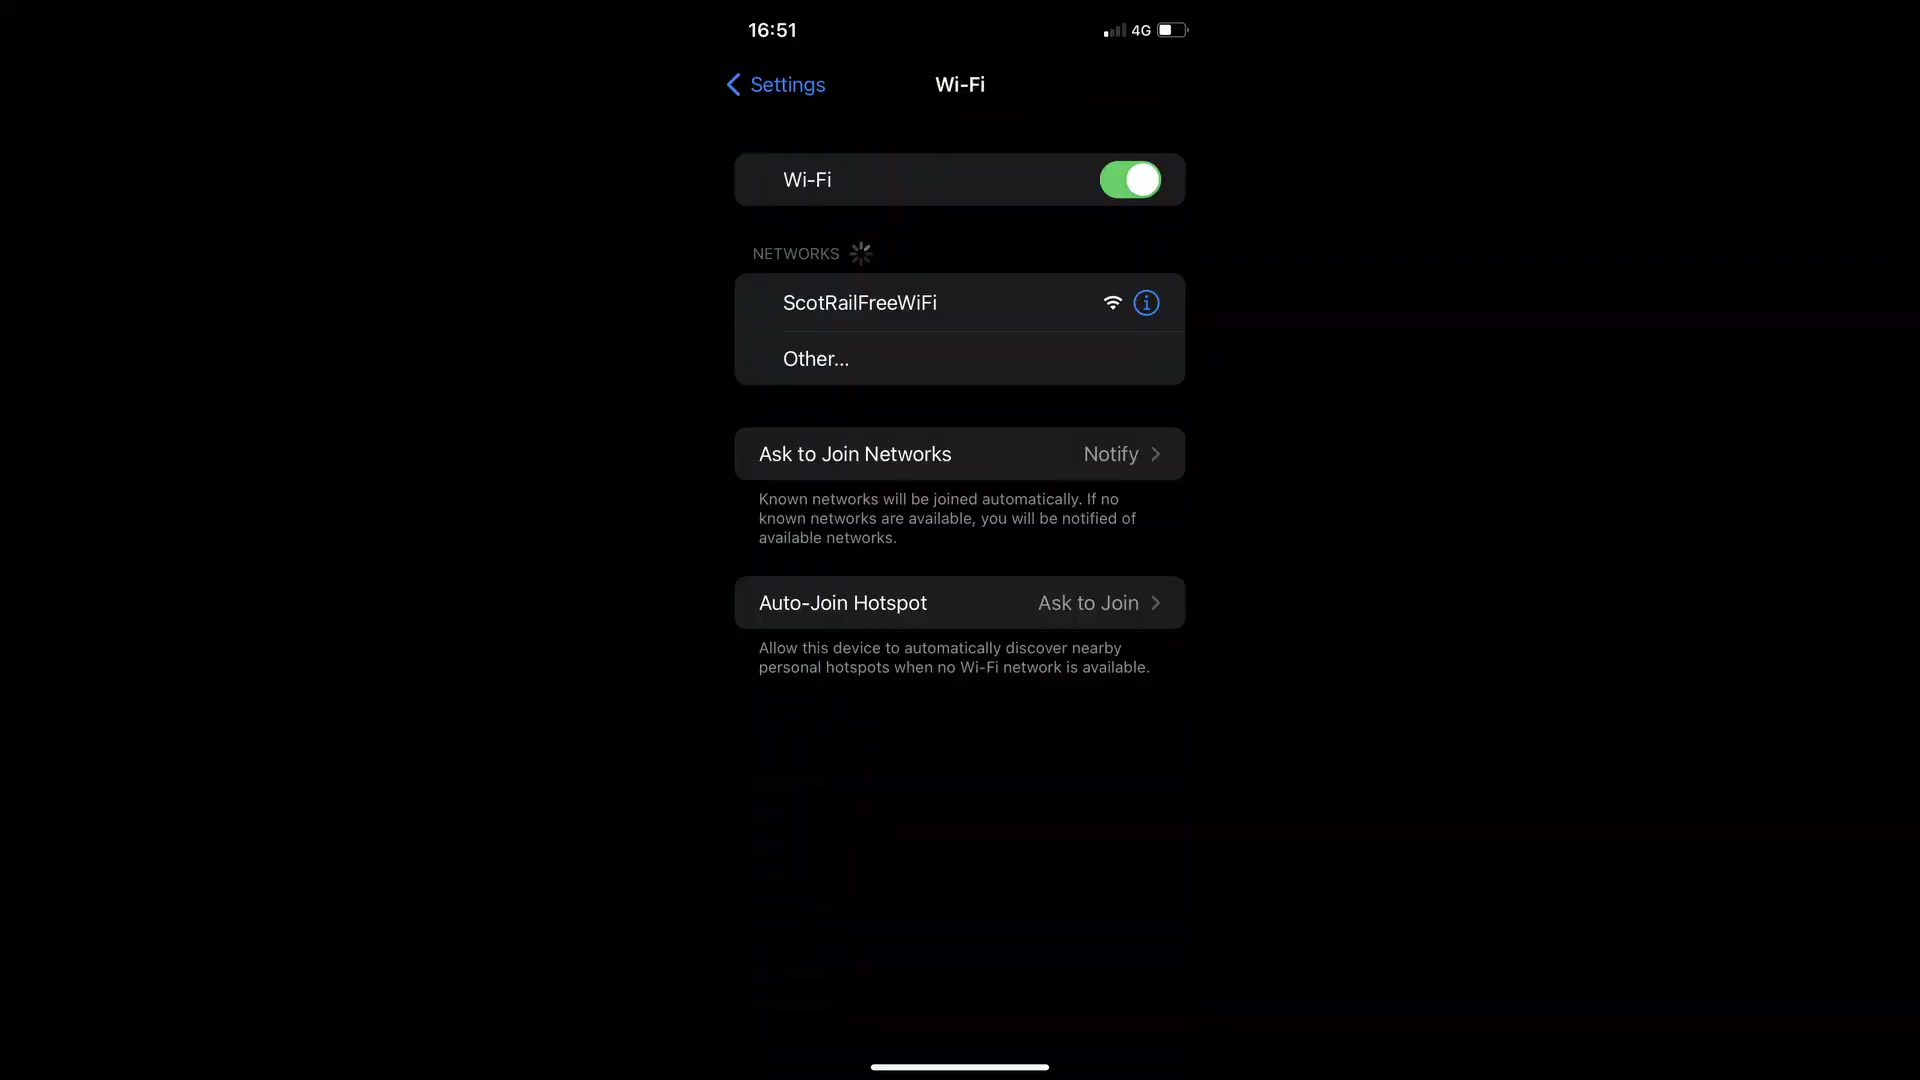 16:51
4G
Settings
Wi-Fi
Wi-Fi
NETWORKS
ScotRailFreeWiFi
Other...
Ask to Join Networks
Notify
Known networks will be joined automatically. If no
known networks are available, you will be notified of
available networks.
Auto-Join Hotspot
Ask to Join
Allow this device to automatically discover nearby
personal hotspots when no Wi-Fi network is available.